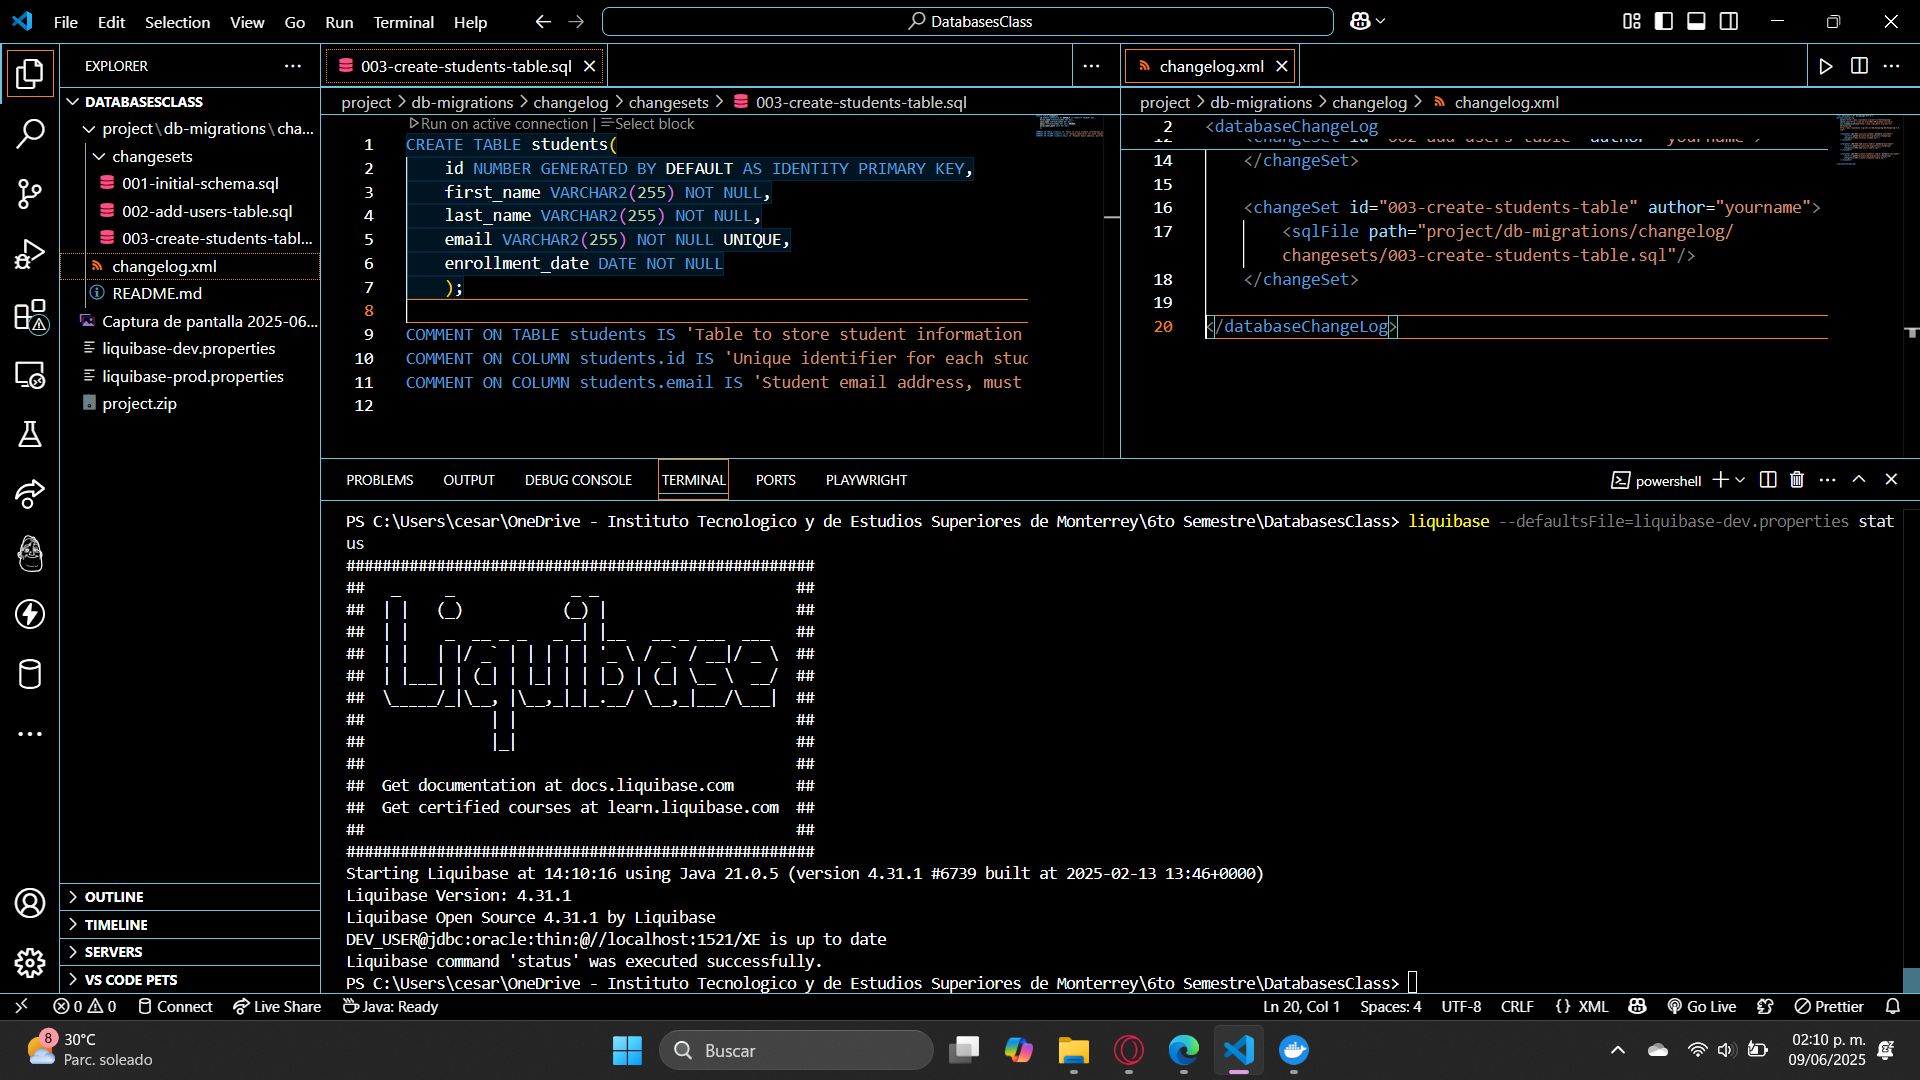 File Edit Selection View Go Run Terminal Help
DatabasesClass
EXPLORER
DATABASESCLASS
project\db-migrations\cha...
changesets
001-initial-schema.sql
002-add-users-table.sql
003-create-students-tabl...
changelog.xml
README.md
Captura de pantalla 2025-06...
liquibase-dev.properties
liquibase-prod.properties
project.zip
OUTLINE
TIMELINE
SERVERS
VS CODE PETS
003-create-students-table.sql
project > db-migrations > changelog > changesets > 003-create-students-table.sql
Run on active connection | Select block
1 CREATE TABLE students(
2 id NUMBER GENERATED BY DEFAULT AS IDENTITY PRIMARY KEY,
3 first_name VARCHAR2(255) NOT NULL,
4 last_name VARCHAR2(255) NOT NULL,
5 email VARCHAR2(255) NOT NULL UNIQUE,
6 enrollment_date DATE NOT NULL
7 );
8
9 COMMENT ON TABLE students IS 'Table to store student information
10 COMMENT ON COLUMN students.id IS 'Unique identifier for each stud
11 COMMENT ON COLUMN students.email IS 'Student email address, must
12
changelog.xml
project > db-migrations > changelog > changelog.xml
2 <databaseChangeLog
14 </changeSet>
15
16 <changeSet id="003-create-students-table" author="yourname">
17 <sqlFile path="project/db-migrations/changelog/
changesets/003-create-students-table.sql"/>
18 </changeSet>
19
20 </databaseChangeLog>
PROBLEMS OUTPUT DEBUG CONSOLE TERMINAL PORTS PLAYWRIGHT
powershell
PS C:\Users\cesar\OneDrive - Instituto Tecnologico y de Estudios Superiores de Monterrey\6to Semestre\DatabasesClass> liquibase --defaultsFile=liquibase-dev.properties stat
us
####################################################
Liquibase
## Get documentation at docs.liquibase.com ##
## Get certified courses at learn.liquibase.com ##
## ##
####################################################
Starting Liquibase at 14:10:16 using Java 21.0.5 (version 4.31.1 #6739 built at 2025-02-13 13:46+0000)
Liquibase Version: 4.31.1
Liquibase Open Source 4.31.1 by Liquibase
DEV_USER@jdbc:oracle:thin:@//localhost:1521/XE is up to date
Liquibase command 'status' was executed successfully.
PS C:\Users\cesar\OneDrive - Instituto Tecnologico y de Estudios Superiores de Monterrey\6to Semestre\DatabasesClass>
0 0 Connect Live Share Java: Ready
Ln 20, Col 1 Spaces: 4 UTF-8 CRLF {} XML Go Live Prettier
8
30°C
Parc. soleado
Buscar
02:10 p. m.
09/06/2025